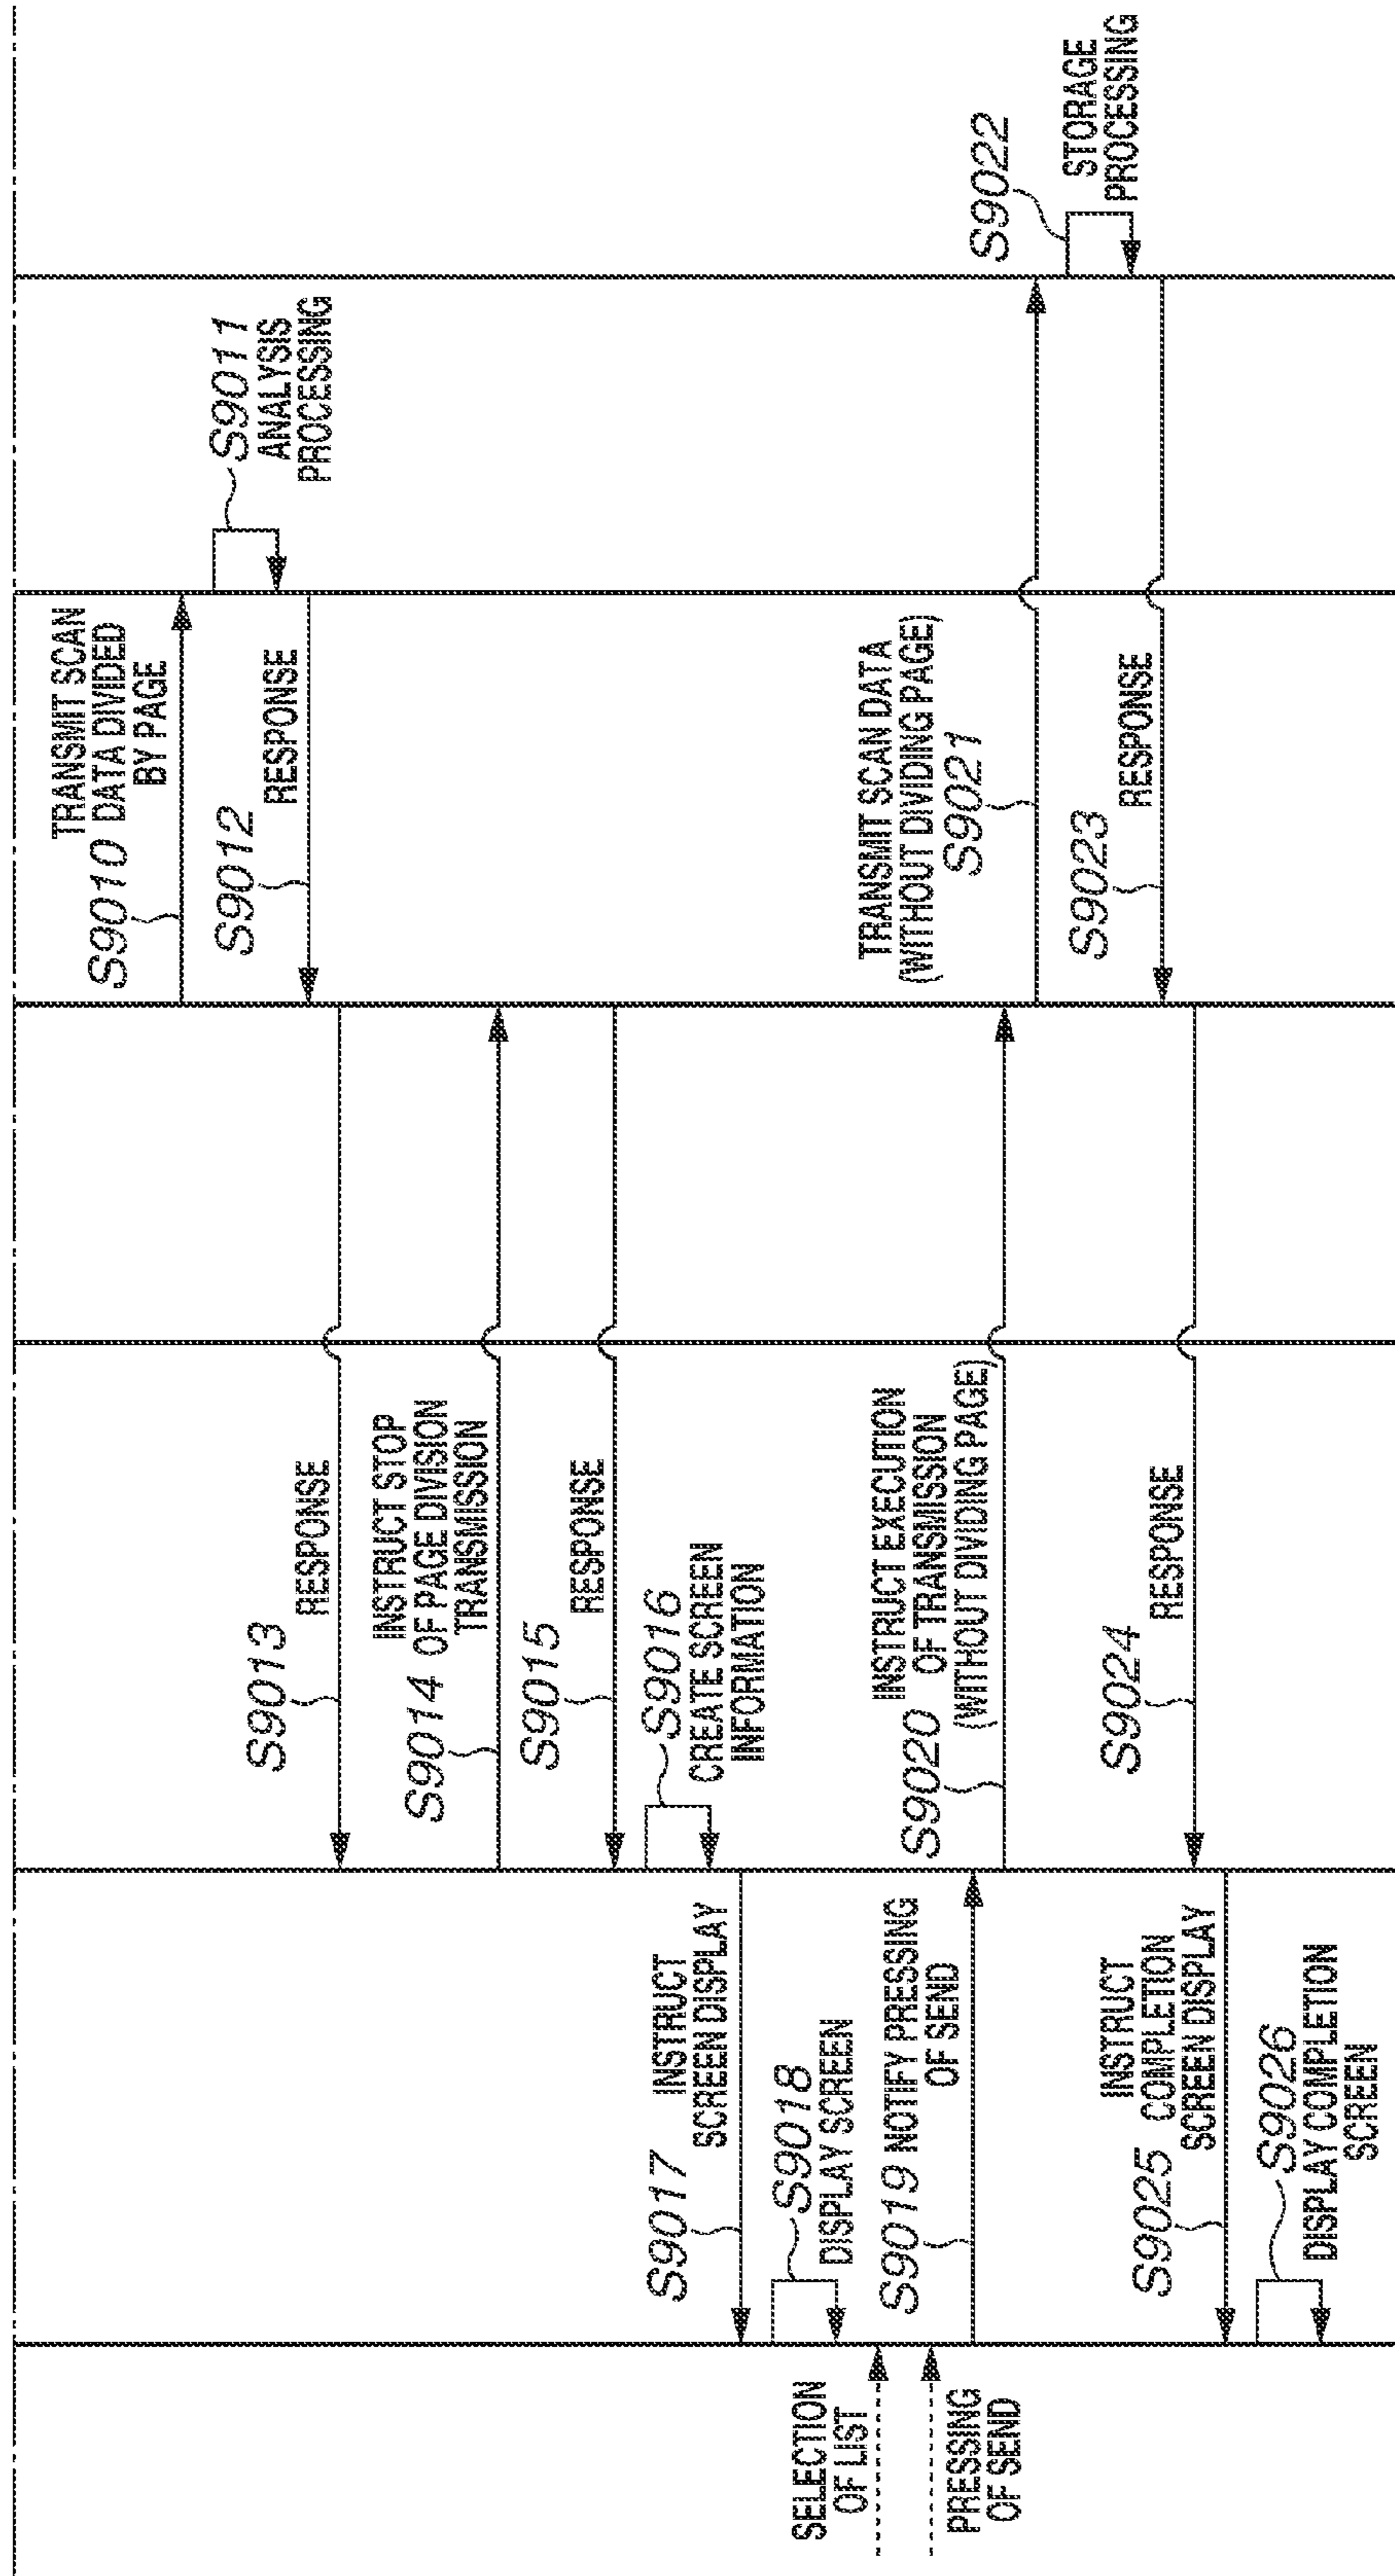 TRANSMIT SCAN
S9010 DATA DIVIDED
BY PAGE
S9011
ANALYSIS
PROCESSING
S9012
RESPONSE
S9013
RESPONSE
INSTRUCT STOP
S9014 OF PAGE DIVISION
TRANSMISSION
S9015
RESPONSE
S9016
CREATE SCREEN
INFORMATION
S9017
INSTRUCT
SCREEN DISPLAY
S9018
DISPLAY SCREEN
SELECTION
OF LIST
PRESSING
OF SEND
S9019 NOTIFY PRESSING
OF SEND
INSTRUCT EXECUTION
S9020 OF TRANSMISSION
(WITHOUT DIVIDING PAGE)
TRANSMIT SCAN DATA
(WITHOUT DIVIDING PAGE)
S9021
S9022
STORAGE
PROCESSING
S9023
RESPONSE
S9024
RESPONSE
INSTRUCT
S9025 COMPLETION
SCREEN DISPLAY
S9026
DISPLAY COMPLETION
SCREEN